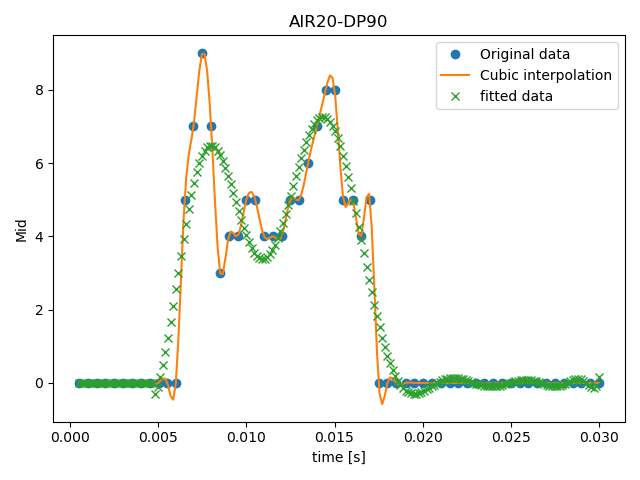 AIR20-DP90
Original data
Cubic interpolation
fitted data
Mid
8
6
4
2
0
0.000 0.005 0.010 0.015 0.020 0.025 0.030
time [s]